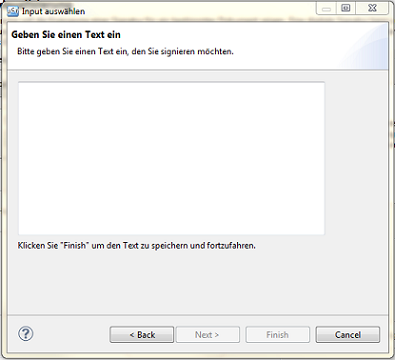 Input auswählen
Geben Sie einen Text ein
Bitte geben Sie einen Text ein, den Sie signieren möchten.
Klicken Sie "Finish" um den Text zu speichern und fortzufahren.
?
< Back
Next >
Finish
Cancel